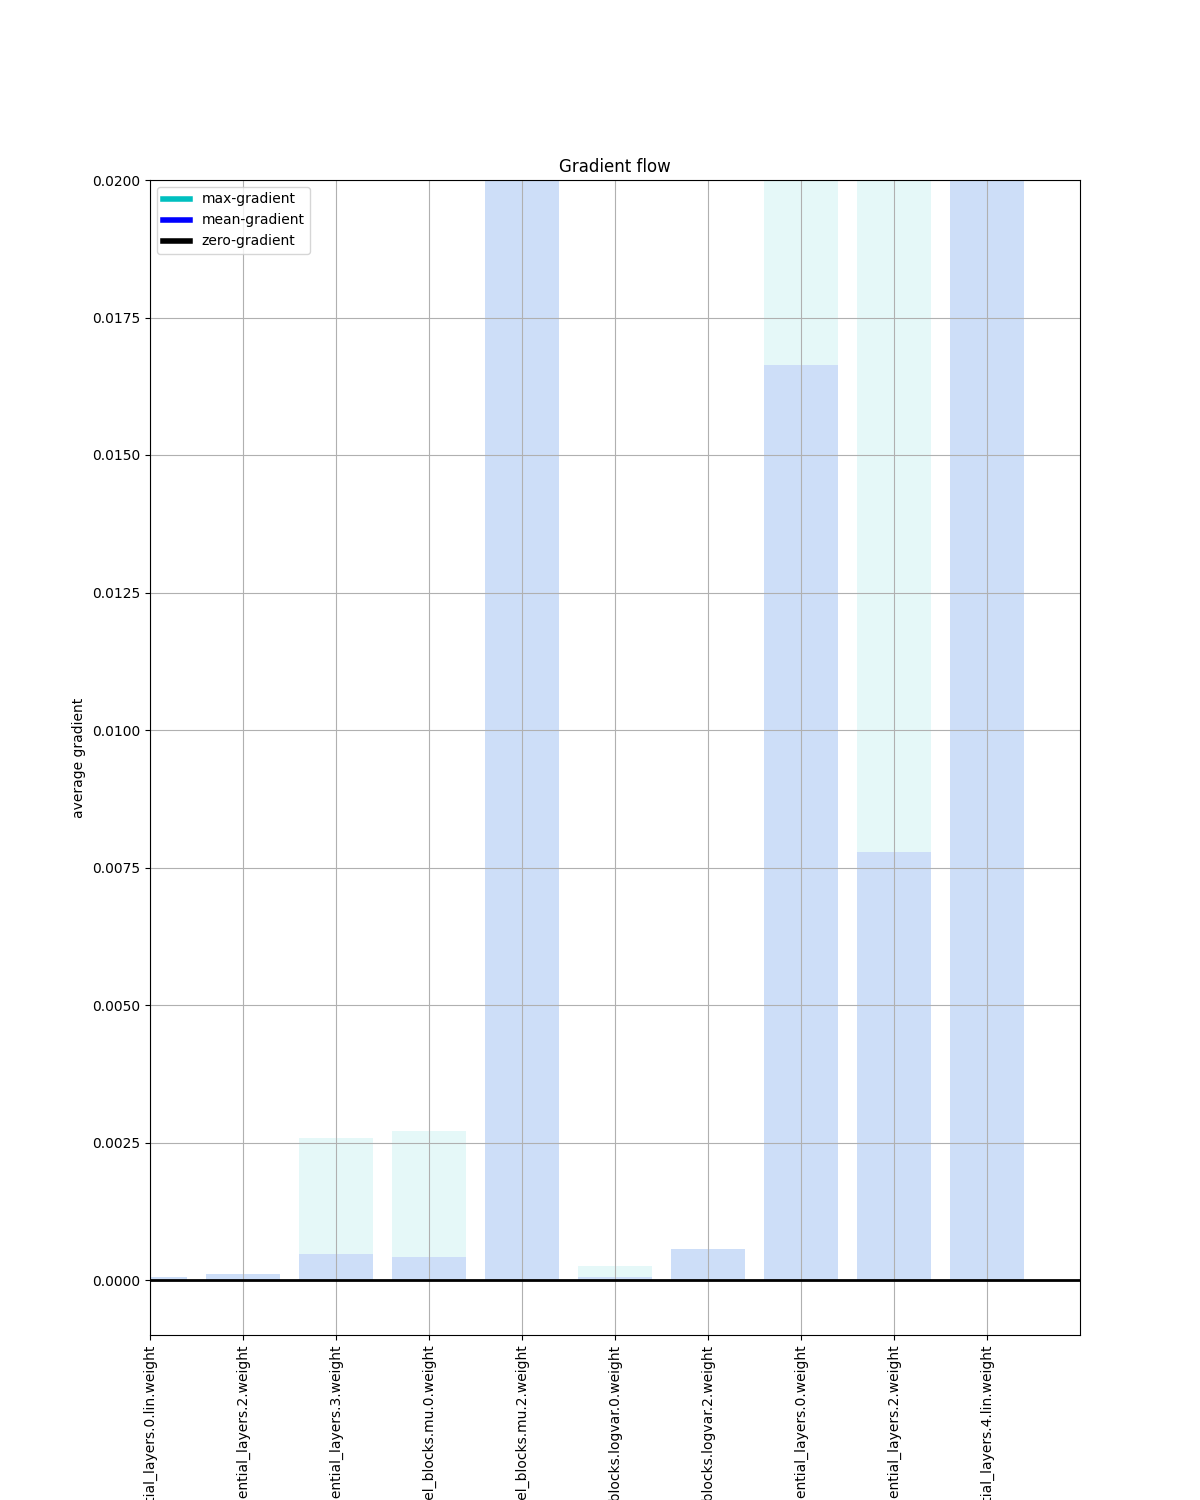 Gradient flow
max-gradient
mean-gradient
zero-gradient
0.0200
0.0175
0.0150
0.0125
0.0100
0.0075
0.0050
0.0025
0.0000
average gradient
tial_layers.0.lin.weight
ential_layers.2.weight
ential_layers.3.weight
el_blocks.mu.0.weight
el_blocks.mu.2.weight
blocks.logvar.0.weight
blocks.logvar.2.weight
ential_layers.0.weight
ential_layers.2.weight
tial_layers.4.lin.weight